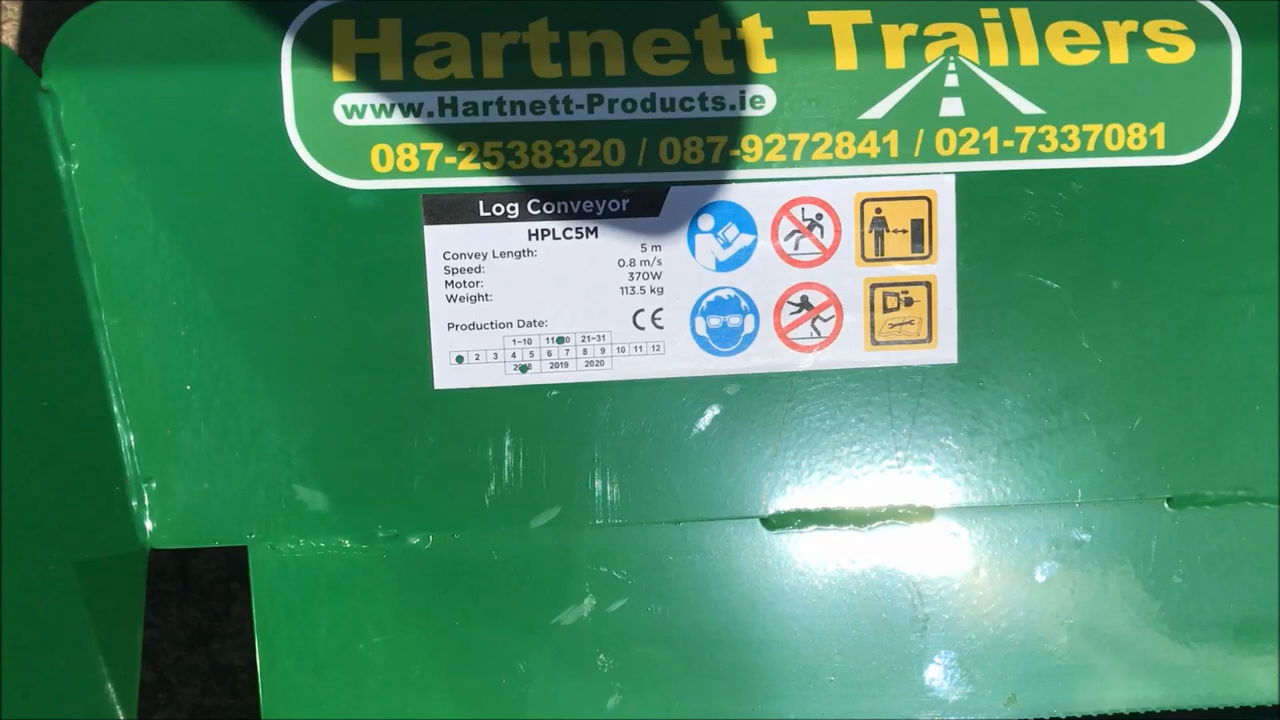 Hartnett Trailers
www.Hartnett-Products.ie
087-2538320 / 087-9272841 / 021-7337081
Log Conveyor
HPLC5M
Convey Length: 5 m
Speed: 0.8 m/s
Motor: 370W
Weight: 113.5 kg
Production Date: CE
1~10 21~31
2 3 4 5 6 7 8 9 10 11 12
2019 2020